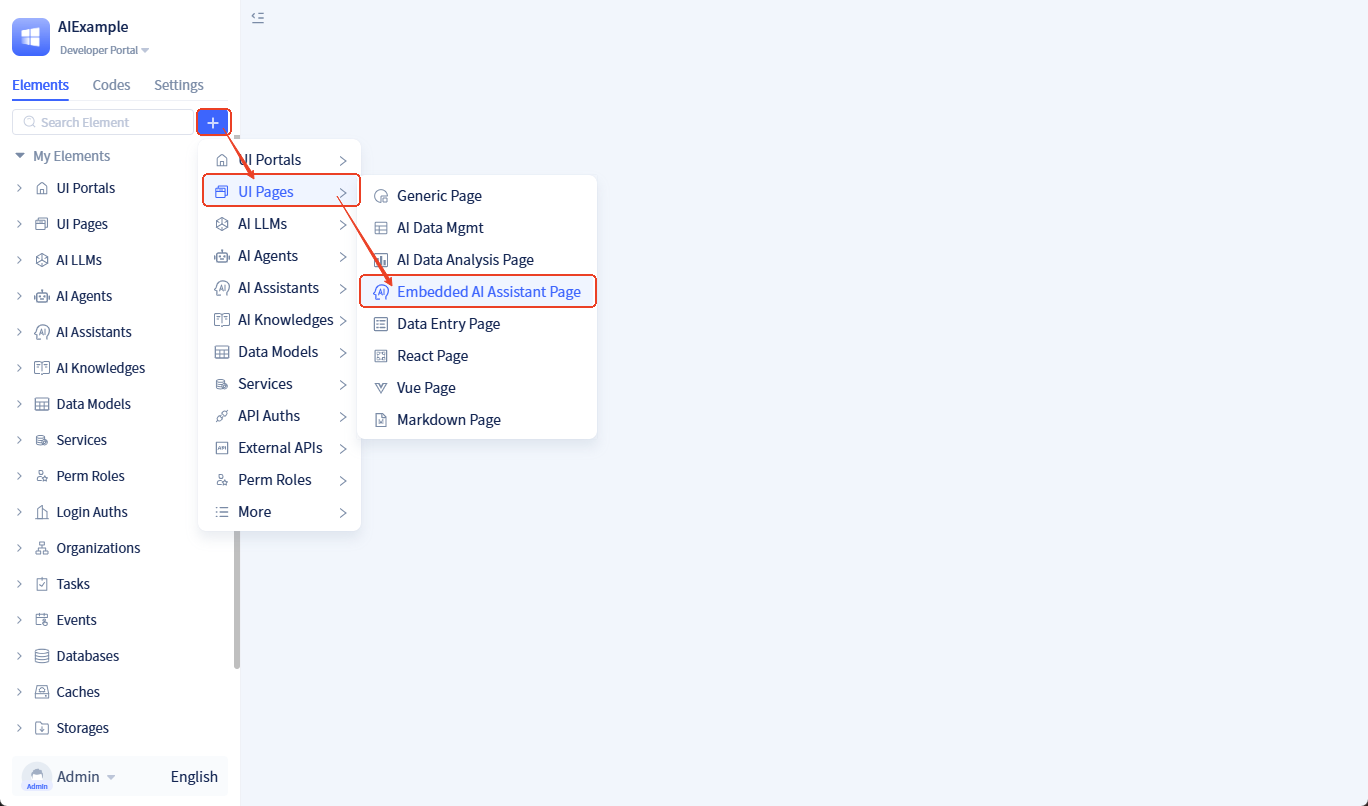 AIExample
Developer Portal
Elements Codes Settings
Search Element
+
My Elements
UI Portals
UI Pages
AI LLMs
AI Agents
AI Assistants
AI Knowledges
Data Models
Services
Perm Roles
Login Auths
Organizations
Tasks
Events
Databases
Caches
Storages
Admin
Admin
English
UI Portals
UI Pages
AI LLMs
AI Agents
AI Assistants
AI Knowledges
Data Models
Services
API Auths
External APIs
Perm Roles
More
Generic Page
AI Data Mgmt
AI Data Analysis Page
Embedded AI Assistant Page
Data Entry Page
React Page
Vue Page
Markdown Page